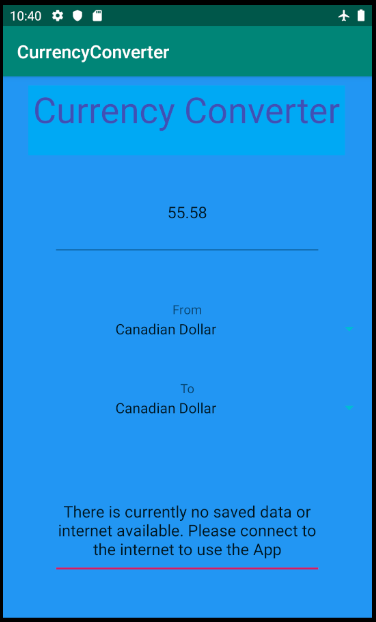 10:40
CurrencyConverter
Currency Converter
55.58
From
Canadian Dollar
To
Canadian Dollar
There is currently no saved data or
internet available. Please connect to
the internet to use the App